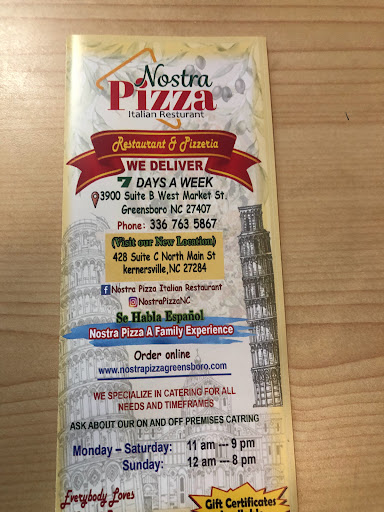 Nostra
Pizza
Italian Resturant
Restaurant & Pizzeria
WE DELIVER
7 DAYS A WEEK
3900 Suite B West Market St.
Greensboro NC 27407
Phone: 336 763 5867
(Visit our New Location)
428 Suite C North Main St
kernersville,NC 27284
Nostra Pizza Italian Restaurant
NostraPizzaNC
Se Habla Español
Nostra Pizza A Family Experience
Order online
www.nostrapizzagreensboro.com
WE SPECIALIZE IN CATERING FOR ALL
NEEDS AND TIMEFRAMES
ASK ABOUT OUR ON AND OFF PREMISES CATRING
Monday – Saturday: 11 am --- 9 pm
Sunday: 12 am -- 8 pm
Everybody Loves
Gift Certificates